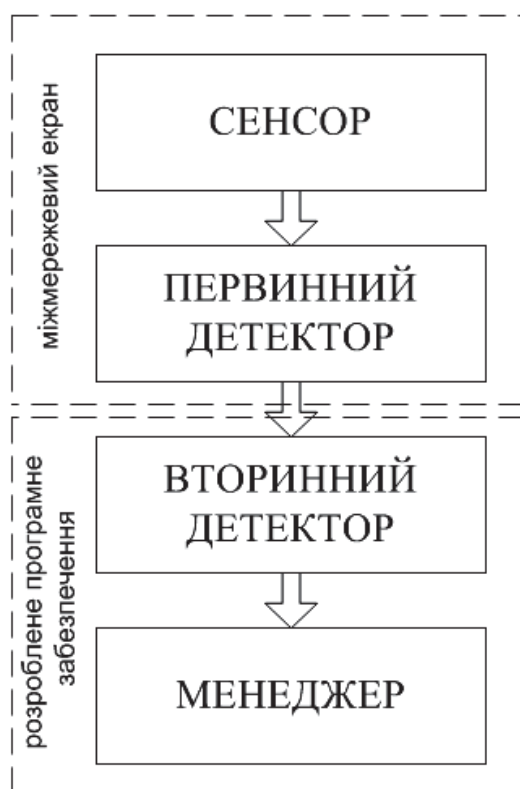 міжмережевий екран
СЕНСОР
ПЕРВИННИЙ
ДЕТЕКТОР
розроблене програмне
забезпечення
ВТОРИННИЙ
ДЕТЕКТОР
МЕНЕДЖЕР